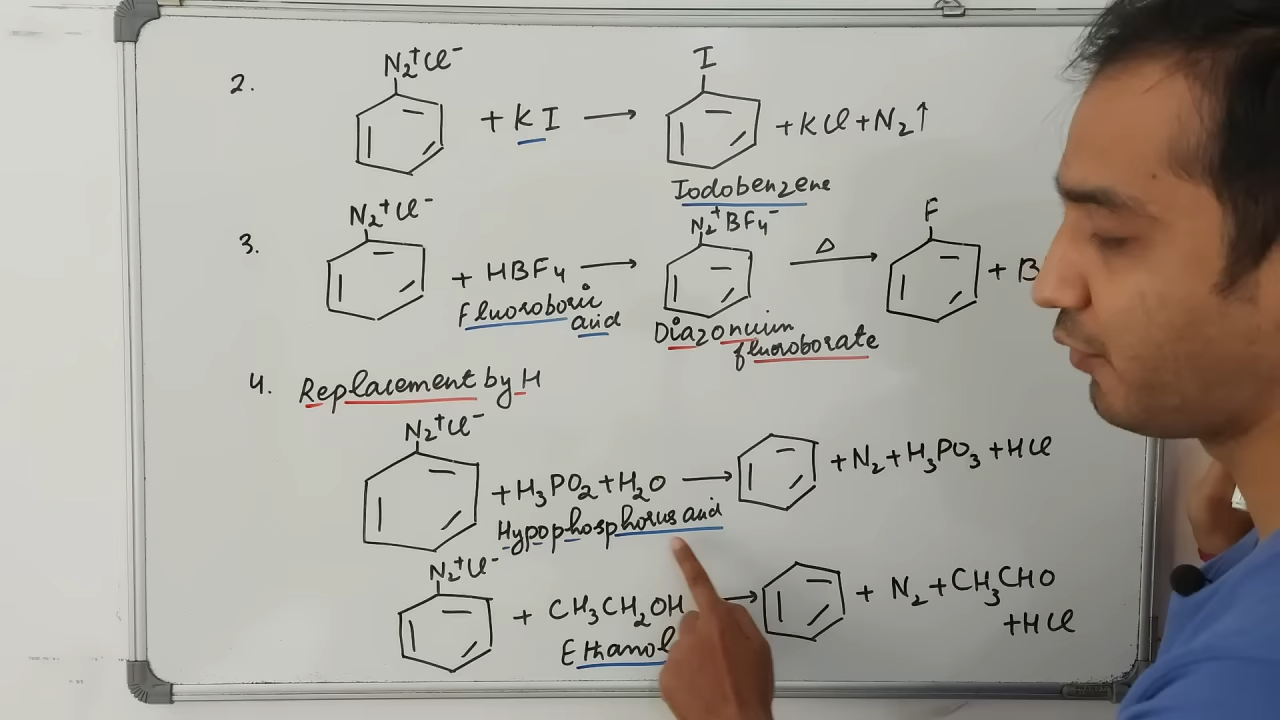 N₂⁺Cl⁻
I
2.
+ KI → + KCl + N₂↑
Iodobenzene
N₂⁺Cl⁻
N₂⁺BF₄⁻
F
3.
+ HBF₄ → Δ → + B
Fluoroboric
acid
Diazonium
fluoroborate
4. Replacement by H
N₂⁺Cl⁻
+ H₃PO₂ + H₂O → + N₂ + H₃PO₃ + HCl
Hypophosphorus acid
N₂⁺Cl⁻
+ CH₃CH₂OH → + N₂ + CH₃CHO
+ HCl
Ethanol